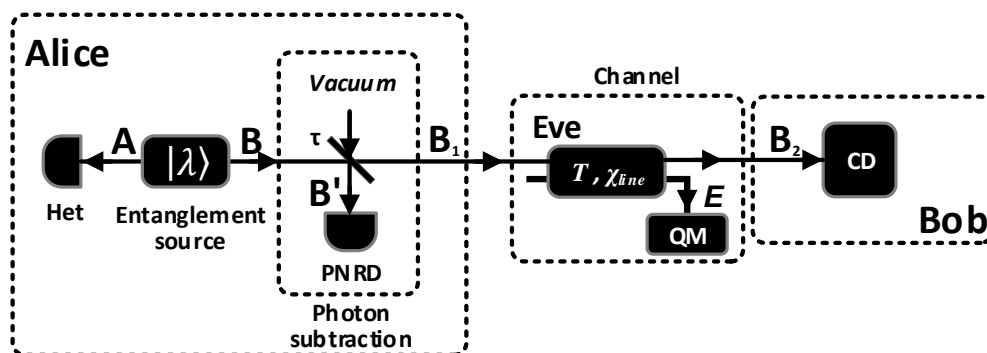 Alice
Vacuum
Channel
τ
A
|λ⟩
B
B₁
Eve
T, χline
B₂
CD
B'
E
Het
Entanglement
source
PNRD
QM
Bob
Photon
subtraction